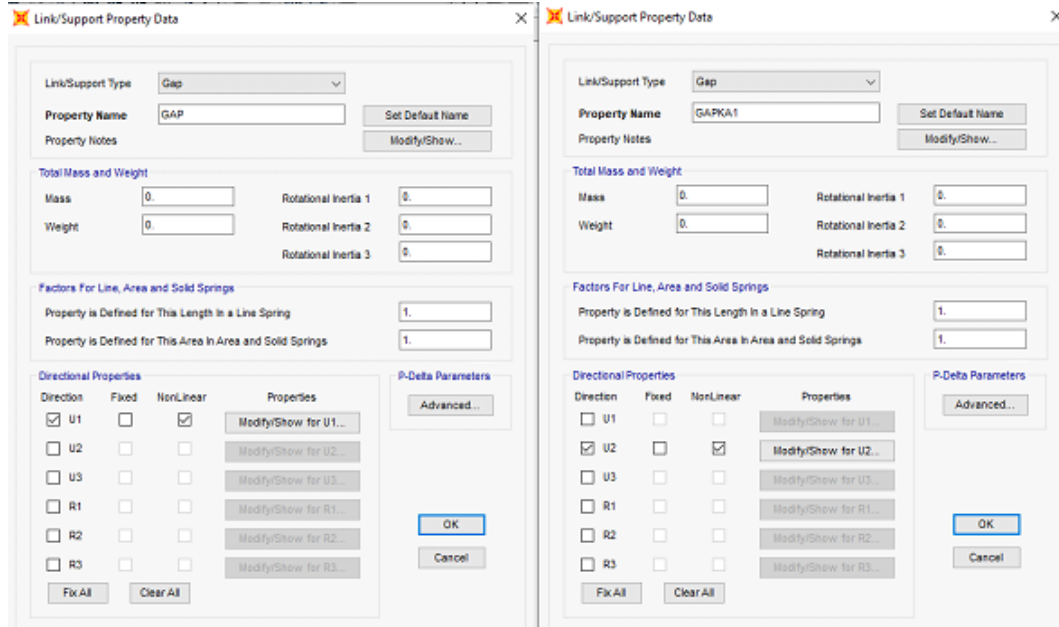 Link/Support Property Data
Link/Support Type Gap
Property Name GAP Set Default Name
Property Notes Modify/Show...
Total Mass and Weight
Mass 0. Rotational Inertia 1 0.
Weight 0. Rotational Inertia 2 0.
Rotational Inertia 3 0.
Factors For Line, Area and Solid Springs
Property is Defined for This Length In a Line Spring 1.
Property is Defined for This Area In Area and Solid Springs 1.
Directional Properties P-Delta Parameters
Direction Fixed NonLinear Properties Advanced...
U1 Modify/Show for U1...
U2 Modify/Show for U2...
U3 Modify/Show for U3...
R1 Modify/Show for R1...
R2 Modify/Show for R2...
R3 Modify/Show for R3...
OK
Cancel
Fix All Clear All
Link/Support Property Data
Link/Support Type Gap
Property Name GAPKA1 Set Default Name
Property Notes Modify/Show...
Total Mass and Weight
Mass 0. Rotational Inertia 1 0.
Weight 0. Rotational Inertia 2 0.
Rotational Inertia 3 0.
Factors For Line, Area and Solid Springs
Property is Defined for This Length In a Line Spring 1.
Property is Defined for This Area In Area and Solid Springs 1.
Directional Properties P-Delta Parameters
Direction Fixed NonLinear Properties Advanced...
U1 Modify/Show for U1...
U2 Modify/Show for U2...
U3 Modify/Show for U3...
R1 Modify/Show for R1...
R2 Modify/Show for R2...
R3 Modify/Show for R3...
OK
Cancel
Fix All Clear All